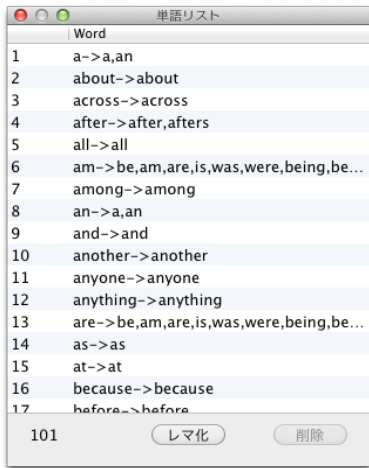 単語リスト
Word
1 a->a,an
2 about->about
3 across->across
4 after->after,afters
5 all->all
6 am->be,am,are,is,was,were,being,be...
7 among->among
8 an->a,an
9 and->and
10 another->another
11 anyone->anyone
12 anything->anything
13 are->be,am,are,is,was,were,being,be...
14 as->as
15 at->at
16 because->because
17 before->before
101 レマ化 削除